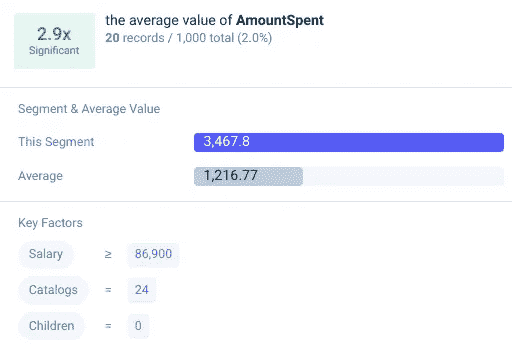 2.9x
Significant
the average value of AmountSpent
20 records / 1,000 total (2.0%)
Segment & Average Value
This Segment 3,467.8
Average 1,216.77
Key Factors
Salary ≥ 86,900
Catalogs = 24
Children = 0